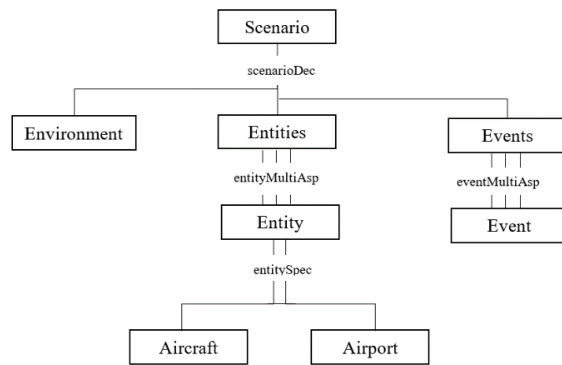 Scenario
scenarioDec
Environment
Entities
Events
entityMultiAsp
eventMultiAsp
Entity
Event
entitySpec
Aircraft
Airport